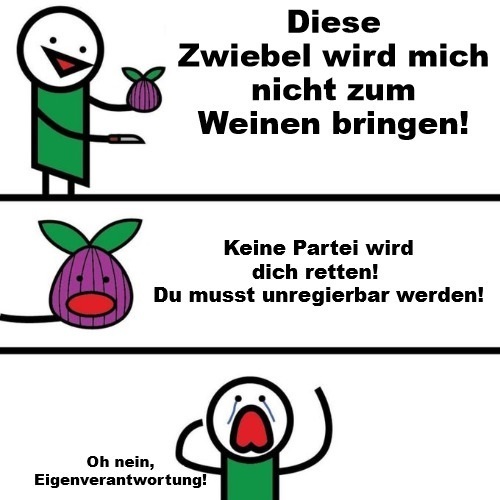 Diese
Zwiebel wird mich
nicht zum
Weinen bringen!
Keine Partei wird
dich retten!
Du musst unregierbar werden!
Oh nein,
Eigenverantwortung!